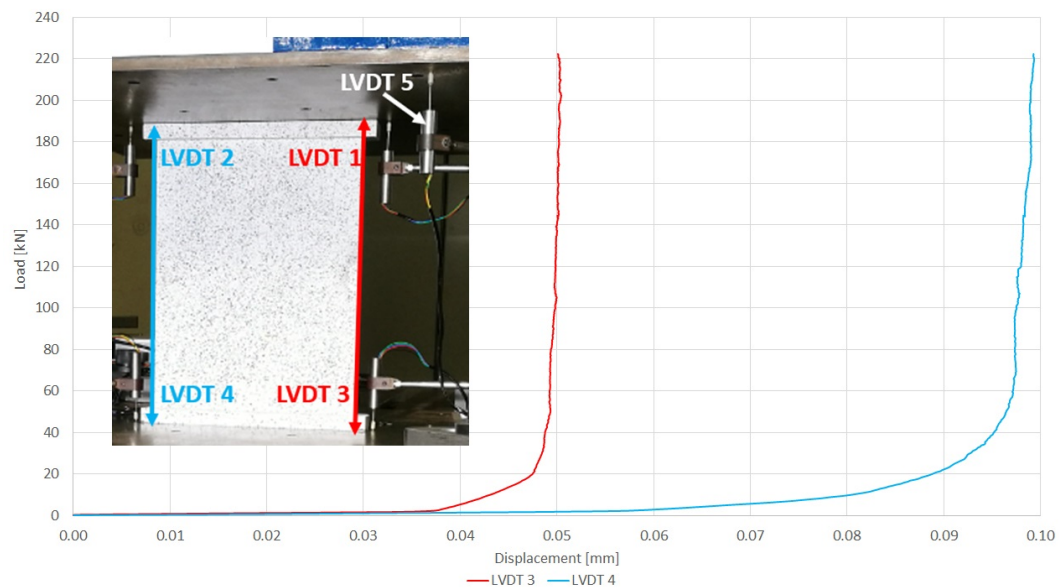 240
220
200
180
160
140
120
100
80
60
40
20
0
Load [kN]
LVDT 5
LVDT 2
LVDT 1
LVDT 4
LVDT 3
0.00 0.01 0.02 0.03 0.04 0.05 0.06 0.07 0.08 0.09 0.10
Displacement [mm]
LVDT 3 LVDT 4